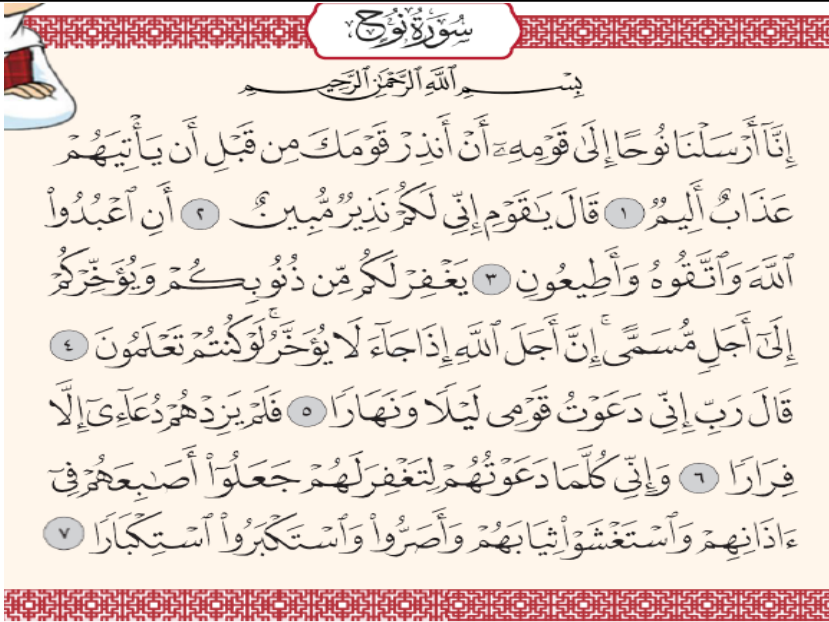 سُورَةُ نُوحٍ
بِسْمِ ٱللَّهِ ٱلرَّحْمَٰنِ ٱلرَّحِيمِ
إِنَّآ أَرْسَلْنَا نُوحًا إِلَىٰ قَوْمِهِۦٓ أَنْ أَنذِرْ قَوْمَكَ مِن قَبْلِ أَن يَأْتِيَهُمْ
عَذَابٌ أَلِيمٌ ١ قَالَ يَٰقَوْمِ إِنِّى لَكُمْ نَذِيرٌ مُّبِينٌ ٢ أَنِ ٱعْبُدُوا۟
ٱللَّهَ وَٱتَّقُوهُ وَأَطِيعُونِ ٣ يَغْفِرْ لَكُم مِّن ذُنُوبِكُمْ وَيُؤَخِّرْكُمْ
إِلَىٰٓ أَجَلٍ مُّسَمًّى ۚ إِنَّ أَجَلَ ٱللَّهِ إِذَا جَآءَ لَا يُؤَخَّرُ ۖ لَوْ كُنتُمْ تَعْلَمُونَ ٤
قَالَ رَبِّ إِنِّى دَعَوْتُ قَوْمِى لَيْلًا وَنَهَارًا ٥ فَلَمْ يَزِدْهُمْ دُعَآءِىٓ إِلَّا
فِرَارًا ٦ وَإِنِّى كُلَّمَا دَعَوْتُهُمْ لِتَغْفِرَ لَهُمْ جَعَلُوٓا۟ أَصَٰبِعَهُمْ فِىٓ
ءَاذَانِهِمْ وَٱسْتَغْشَوْا۟ ثِيَابَهُمْ وَأَصَرُّوا۟ وَٱسْتَكْبَرُوا۟ ٱسْتِكْبَارًا ٧